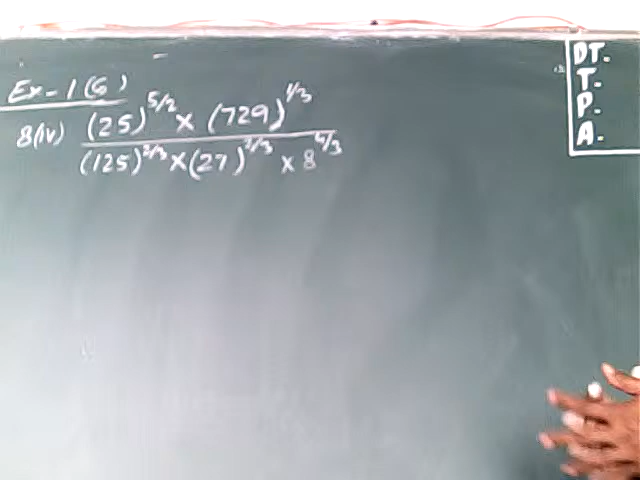 Ex-1(G)
8(iv) (25)^5/2 × (729)^1/3
(125)^2/3 × (27)^2/3 × 8^4/3
DT.
T.
P.
A.